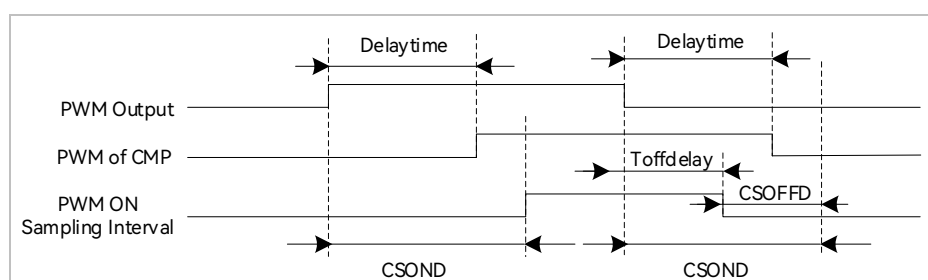 Delaytime
Delaytime
PWM Output
PWM of CMP
Toffdelay
PWM ON
Sampling Interval
CSOFFD
CSOND
CSOND